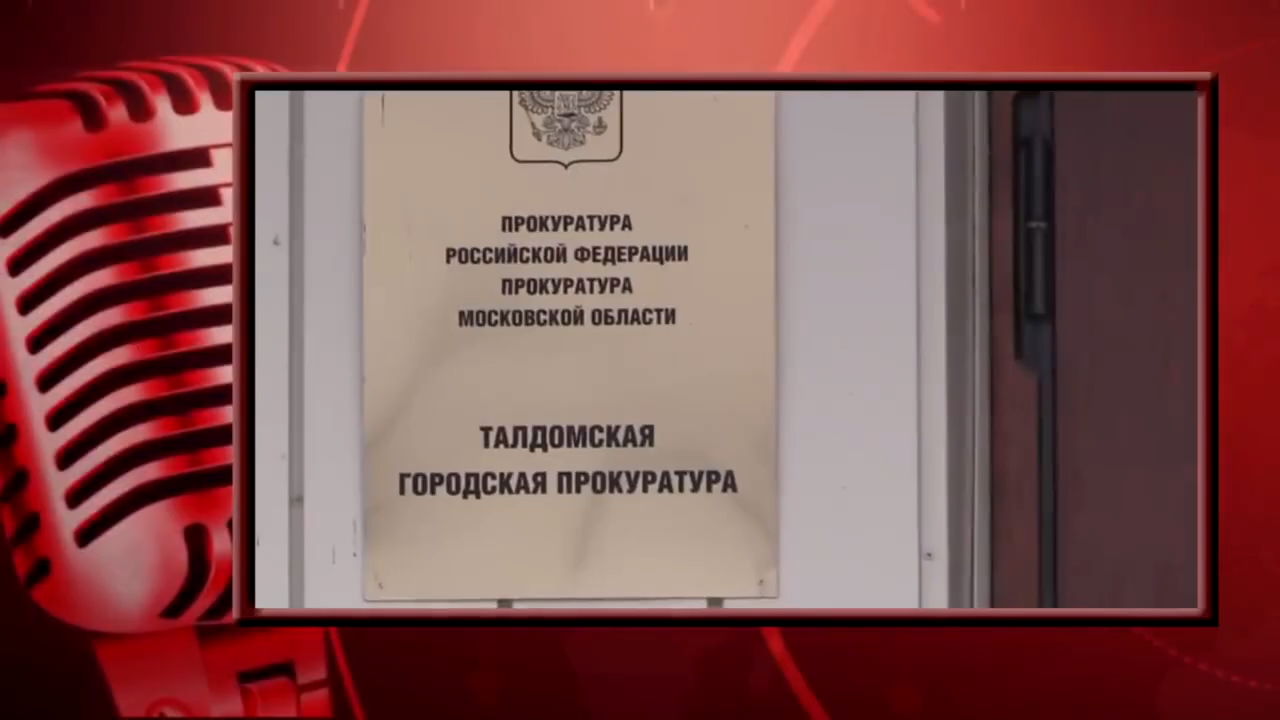 ПРОКУРАТУРА
РОССИЙСКОЙ ФЕДЕРАЦИИ
ПРОКУРАТУРА
МОСКОВСКОЙ ОБЛАСТИ
ТАЛДОМСКАЯ
ГОРОДСКАЯ ПРОКУРАТУРА